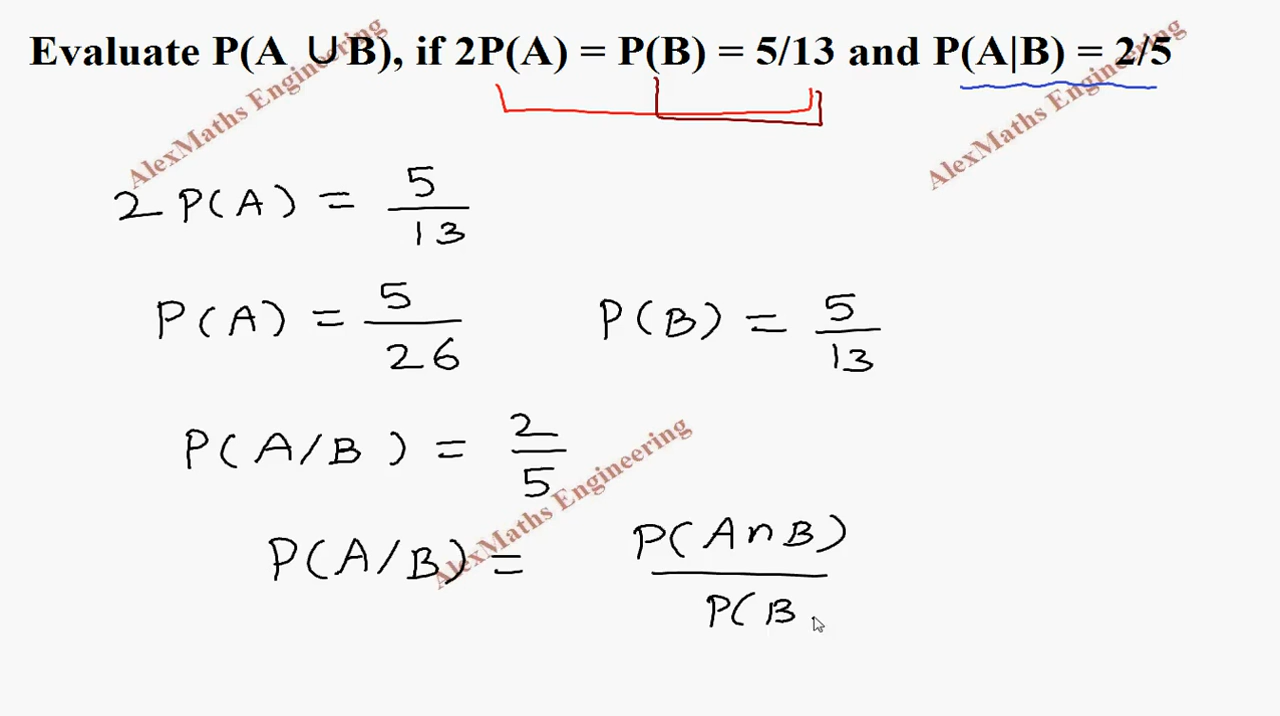 Evaluate P(A ∪ B), if 2P(A) = P(B) = 5/13 and P(A|B) = 2/5
AlexMaths Engineering
AlexMaths Engineering
2 P(A) = 5/13
P(A) = 5/26 P(B) = 5/13
P(A/B) = 2/5
AlexMaths Engineering
P(A/B) = P(A∩B)/P(B